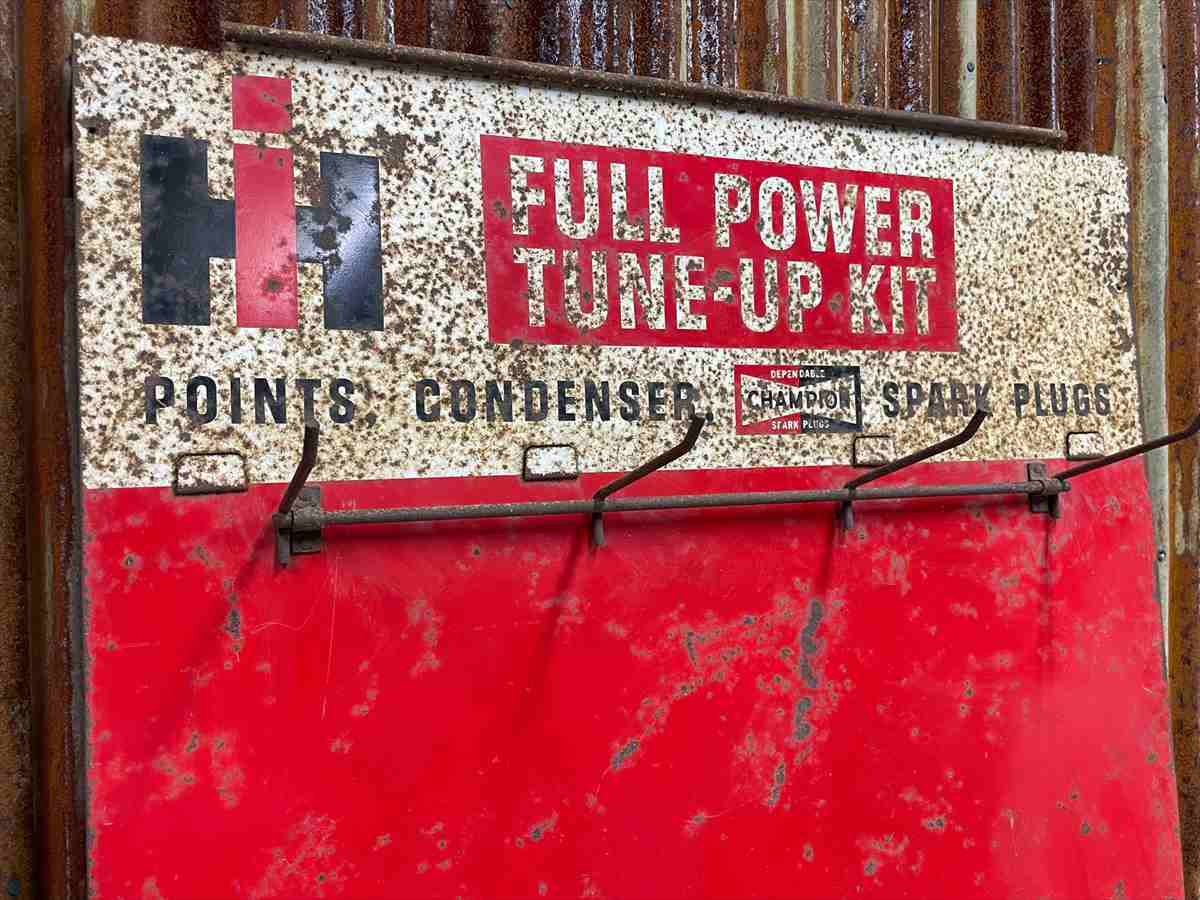 IH
FULL POWER
TUNE-UP KIT
POINTS, CONDENSER, DEPENDABLE CHAMPION SPARK PLUGS SPARK PLUGS